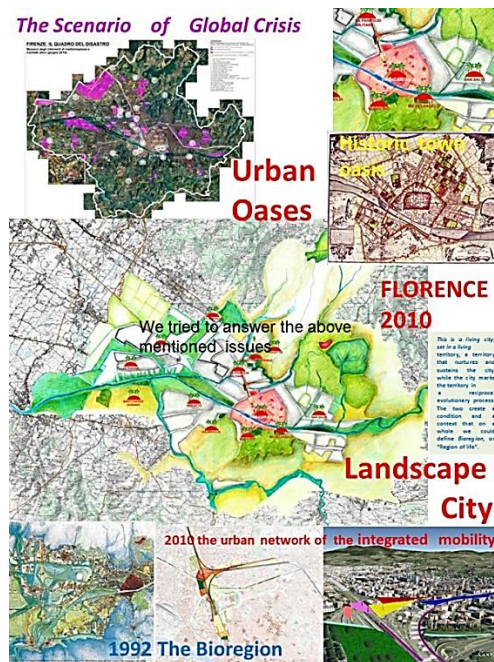 The Scenario of Global Crisis
FIRENZE: IL QUADRO DEL DISASTRO
Urban
Oases
Historic town
oasis
FLORENCE
2010
We tried to answer the above
mentioned issues
This is a living city,
set in a living
territory, a territory
that nurtures and
sustains the city,
while the city marks
the territory in
a reciprocal
evolutionary process.
The two create a
condition and a
context that on a
whole we could
define Bioregion, or
"Region of life".
Landscape
City
2010 the urban network of the integrated mobility
1992 The Bioregion